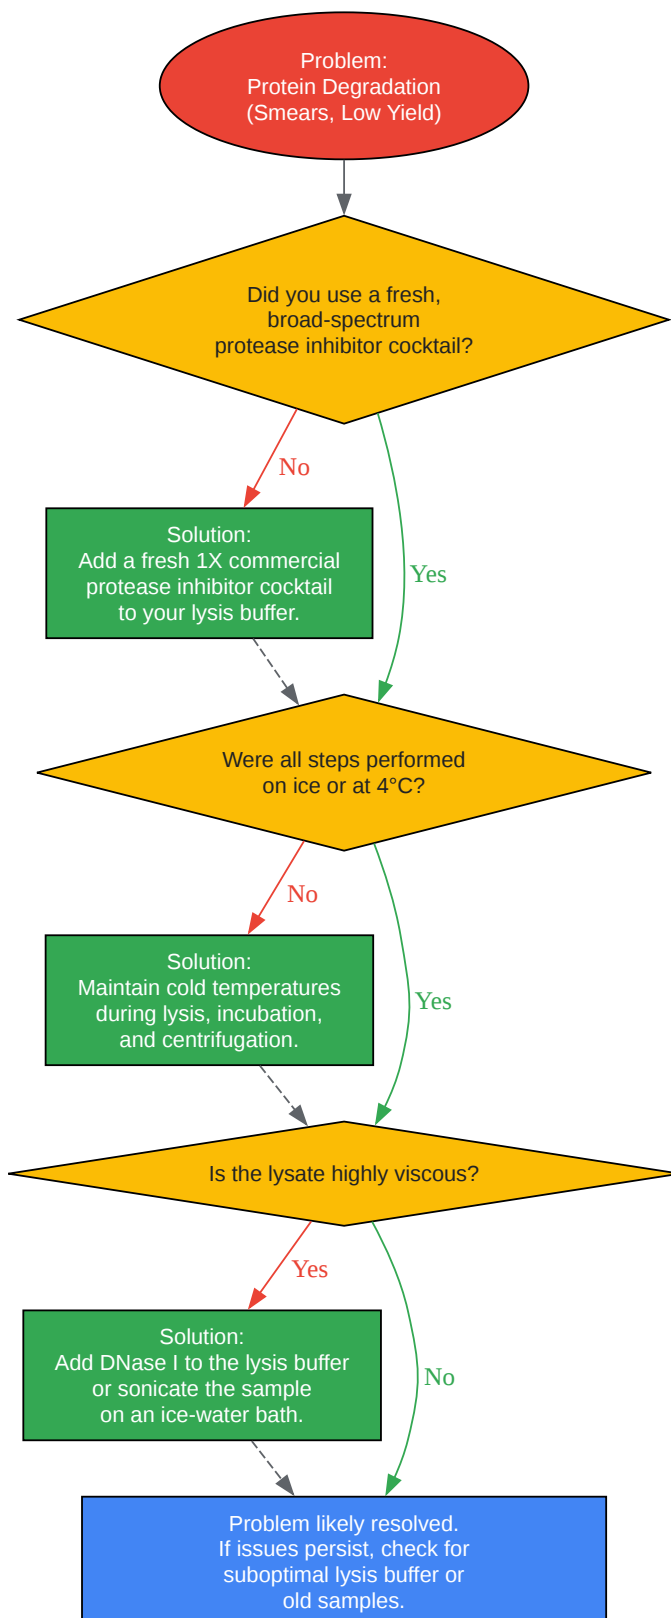 Problem:
Protein Degradation
(Smears, Low Yield)
Did you use a fresh,
broad-spectrum
protease inhibitor cocktail?
No
Solution:
Add a fresh 1X commercial
protease inhibitor cocktail
to your lysis buffer.
Yes
Were all steps performed
on ice or at 4°C?
No
Solution:
Maintain cold temperatures
during lysis, incubation,
and centrifugation.
Yes
Is the lysate highly viscous?
Yes
Solution:
Add DNase I to the lysis buffer
or sonicate the sample
on an ice-water bath.
No
Problem likely resolved.
If issues persist, check for
suboptimal lysis buffer or
old samples.